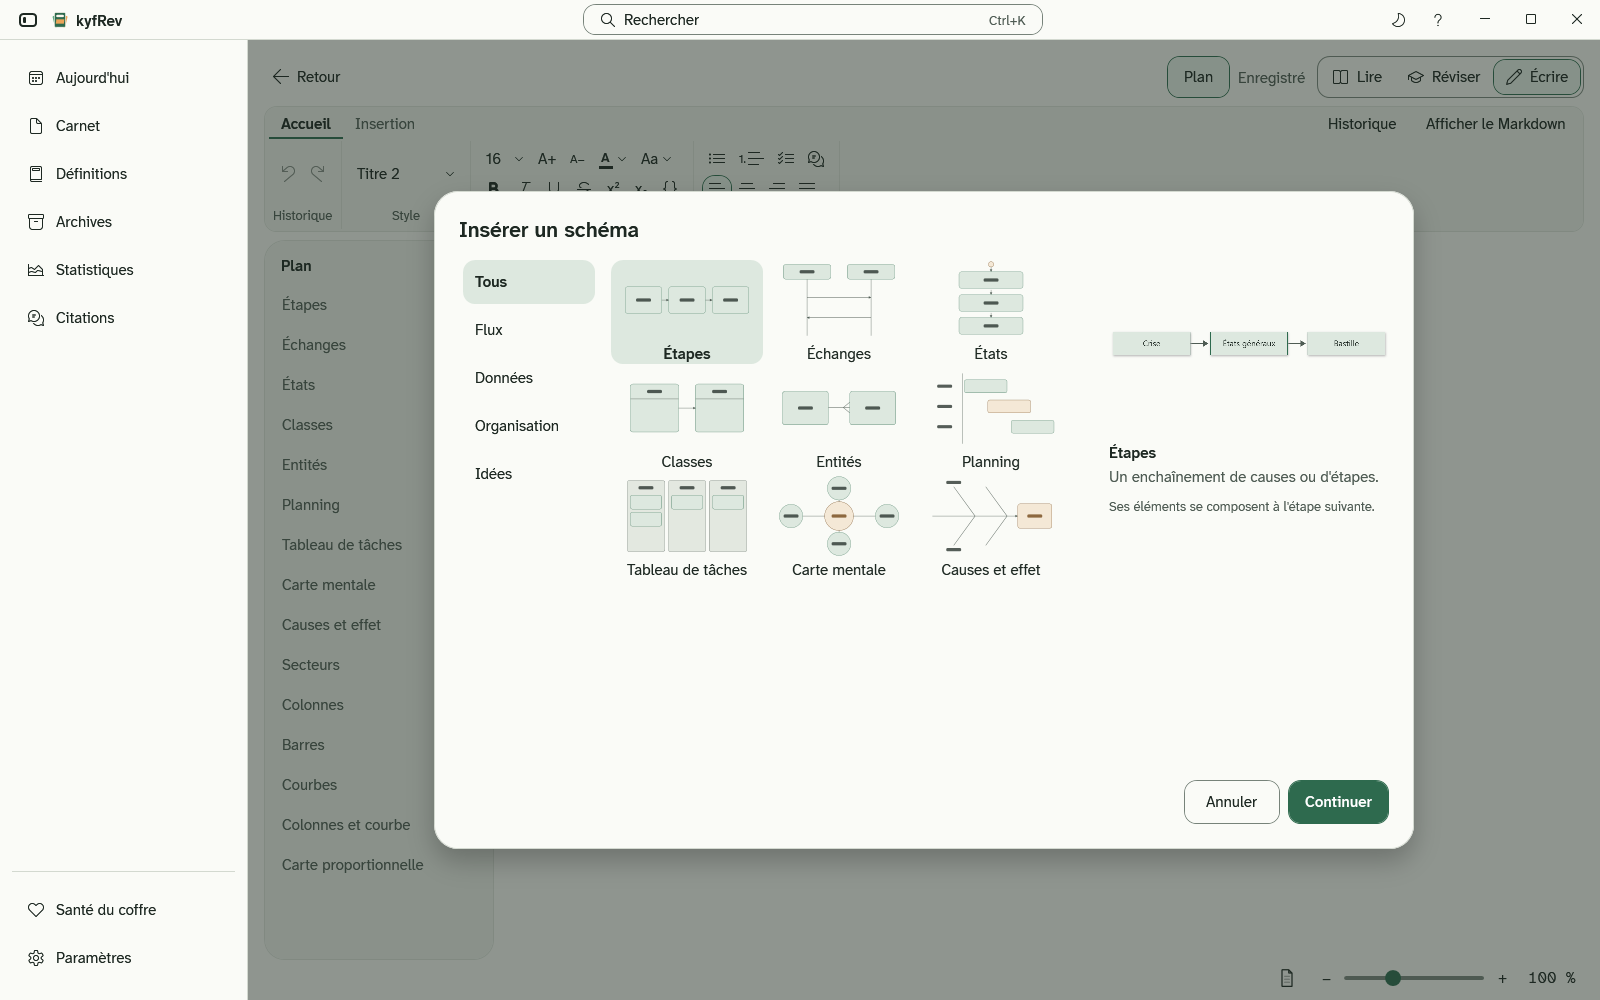 kyfRev
Rechercher
Ctrl+K
?
Aujourd'hui
Carnet
Définitions
Archives
Statistiques
Citations
Santé du coffre
Paramètres
Retour
Plan
Enregistré
Lire
Réviser
Écrire
Accueil
Insertion
Historique
Afficher le Markdown
Titre 2
16
A+
A−
A
Aa
Historique
Style
Plan
Étapes
Échanges
États
Classes
Entités
Planning
Tableau de tâches
Carte mentale
Causes et effet
Secteurs
Colonnes
Barres
Courbes
Colonnes et courbe
Carte proportionnelle
Insérer un schéma
Tous
Flux
Données
Organisation
Idées
Étapes
Échanges
États
Classes
Entités
Planning
Tableau de tâches
Carte mentale
Causes et effet
Crise
États généraux
Bastille
Étapes
Un enchaînement de causes ou d'étapes.
Ses éléments se composent à l'étape suivante.
Annuler
Continuer
100 %